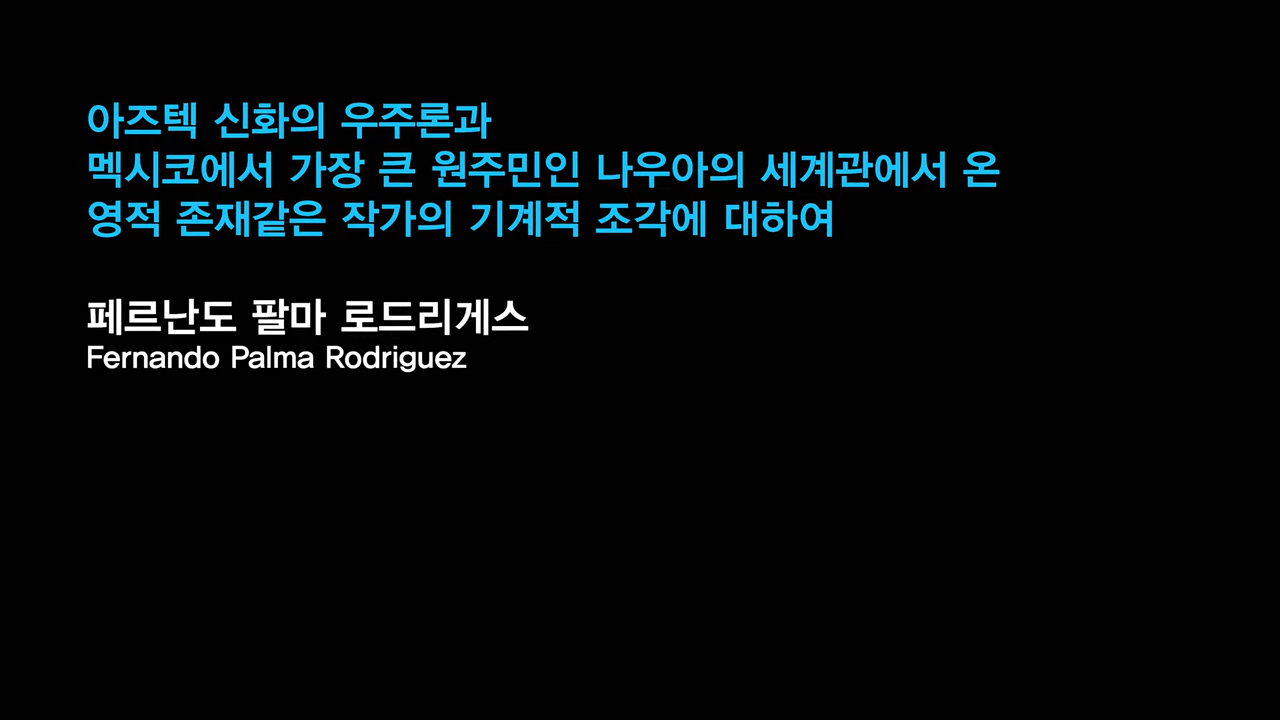 아즈텍 신화의 우주론과
멕시코에서 가장 큰 원주민인 나우아의 세계관에서 온
영적 존재같은 작가의 기계적 조각에 대하여
페르난도 팔마 로드리게스
Fernando Palma Rodriguez